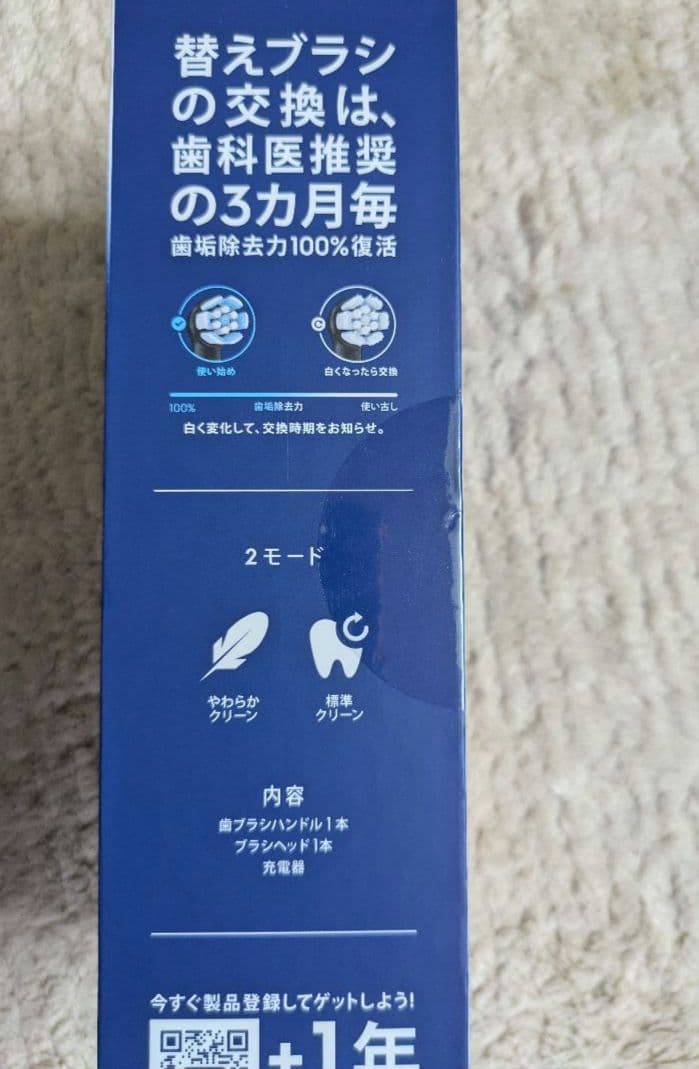 替えブラシ
の交換は、
歯科医推奨
の3カ月毎
歯垢除去力100%復活
使い始め
白くなったら交換
100%
歯垢除去力
使い古し
白く変化して、交換時期をお知らせ。
2モード
やわらか
クリーン
標準
クリーン
内容
歯ブラシハンドル1本
ブラシヘッド1本
充電器
今すぐ製品登録してゲットしよう!
+1年